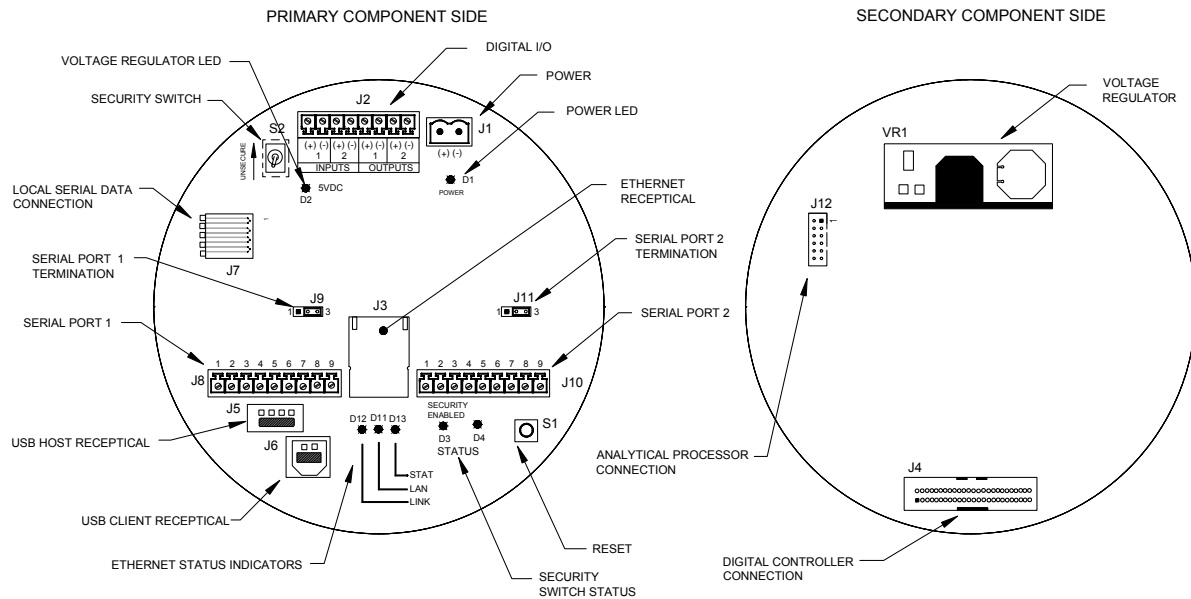 PRIMARY COMPONENT SIDE
SECONDARY COMPONENT SIDE
DIGITAL I/O
VOLTAGE REGULATOR LED
POWER
SECURITY SWITCH
POWER LED
J2
J1
S2
(+) (-) (+) (-) (+) (-) (+) (-)
1 2 1 2
INPUTS OUTPUTS
(+) (-)
UNSECURE
5VDC
D2
D1
POWER
LOCAL SERIAL DATA
CONNECTION
J7
ETHERNET
RECEPTICAL
SERIAL PORT 1
TERMINATION
J9
1 3
J3
J11
1 3
SERIAL PORT 2
TERMINATION
SERIAL PORT 1
SERIAL PORT 2
1 2 3 4 5 6 7 8 9
J8
1 2 3 4 5 6 7 8 9
J10
J5
USB HOST RECEPTICAL
J6
D12 D11 D13
SECURITY
ENABLED
D3
D4
STATUS
S1
STAT
LAN
LINK
USB CLIENT RECEPTICAL
ETHERNET STATUS INDICATORS
RESET
SECURITY
SWITCH STATUS
VOLTAGE
REGULATOR
VR1
J12
ANALYTICAL PROCESSOR
CONNECTION
J4
DIGITAL CONTROLLER
CONNECTION